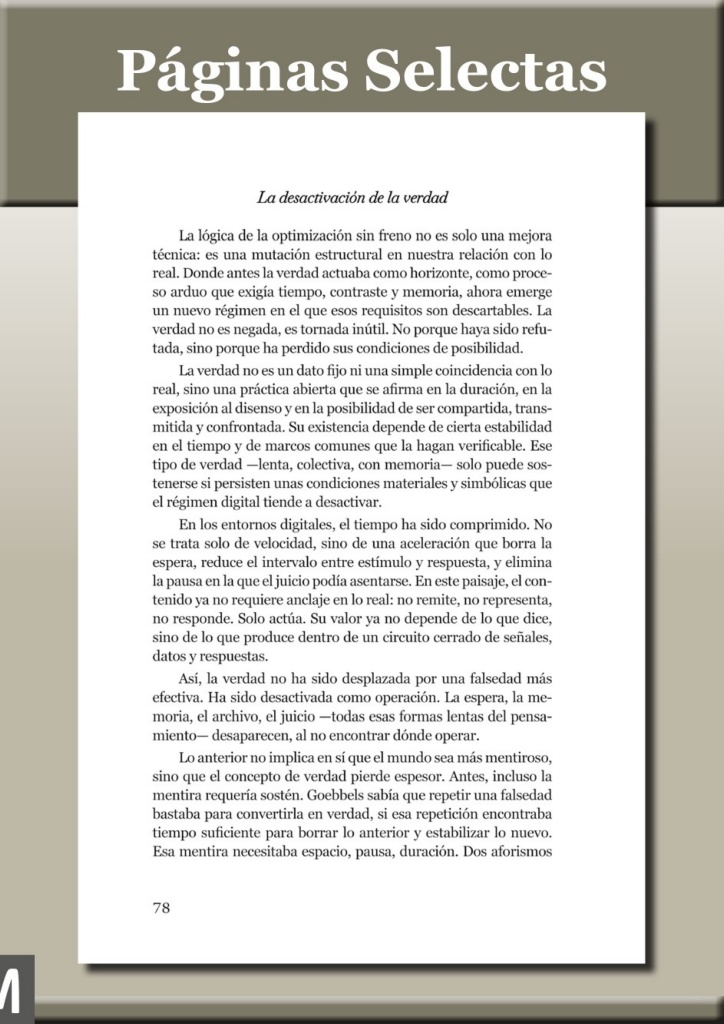 Páginas Selectas
La desactivación de la verdad
La lógica de la optimización sin freno no es solo una mejora
técnica: es una mutación estructural en nuestra relación con lo
real. Donde antes la verdad actuaba como horizonte, como proce-
so arduo que exigía tiempo, contraste y memoria, ahora emerge
un nuevo régimen en el que esos requisitos son descartables. La
verdad no es negada, es tornada inútil. No porque haya sido refu-
tada, sino porque ha perdido sus condiciones de posibilidad.
La verdad no es un dato fijo ni una simple coincidencia con lo
real, sino una práctica abierta que se afirma en la duración, en la
exposición al disenso y en la posibilidad de ser compartida, trans-
mitida y confrontada. Su existencia depende de cierta estabilidad
en el tiempo y de marcos comunes que la hagan verificable. Ese
tipo de verdad —lenta, colectiva, con memoria— solo puede sos-
tenerse si persisten unas condiciones materiales y simbólicas que
el régimen digital tiende a desactivar.
En los entornos digitales, el tiempo ha sido comprimido. No
se trata solo de velocidad, sino de una aceleración que borra la
espera, reduce el intervalo entre estímulo y respuesta, y elimina
la pausa en la que el juicio podía asentarse. En este paisaje, el con-
tenido ya no requiere anclaje en lo real: no remite, no representa,
no responde. Solo actúa. Su valor ya no depende de lo que dice,
sino de lo que produce dentro de un circuito cerrado de señales,
datos y respuestas.
Así, la verdad no ha sido desplazada por una falsedad más
efectiva. Ha sido desactivada como operación. La espera, la me-
moria, el archivo, el juicio —todas esas formas lentas del pensa-
miento— desaparecen, al no encontrar dónde operar.
Lo anterior no implica en sí que el mundo sea más mentiroso,
sino que el concepto de verdad pierde espesor. Antes, incluso la
mentira requería sostén. Goebbels sabía que repetir una falsedad
bastaba para convertirla en verdad, si esa repetición encontraba
tiempo suficiente para borrar lo anterior y estabilizar lo nuevo.
Esa mentira necesitaba espacio, pausa, duración. Dos aforismos
78